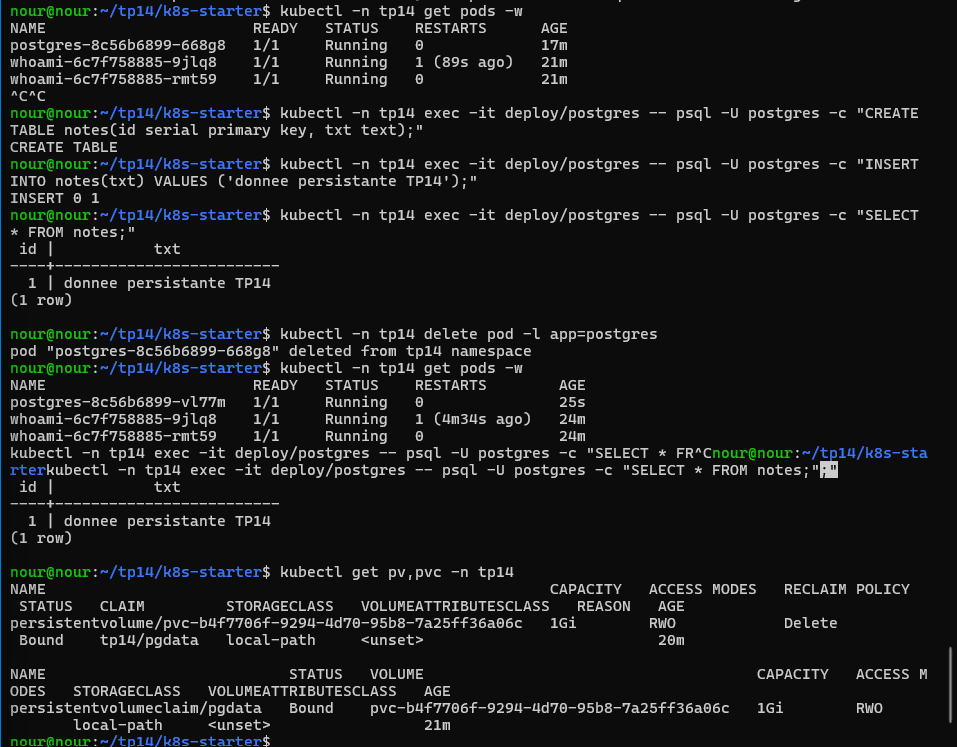 nour@nour:~/tp14/k8s-starter$ kubectl -n tp14 get pods -w
NAME                       READY   STATUS    RESTARTS      AGE
postgres-8c56b6899-668g8   1/1     Running   0             17m
whoami-6c7f758885-9jlq8    1/1     Running   1 (89s ago)   21m
whoami-6c7f758885-rmt59    1/1     Running   0             21m
^C^C
nour@nour:~/tp14/k8s-starter$ kubectl -n tp14 exec -it deploy/postgres -- psql -U postgres -c "CREATE
TABLE notes(id serial primary key, txt text);"
CREATE TABLE
nour@nour:~/tp14/k8s-starter$ kubectl -n tp14 exec -it deploy/postgres -- psql -U postgres -c "INSERT
INTO notes(txt) VALUES ('donnee persistante TP14');"
INSERT 0 1
nour@nour:~/tp14/k8s-starter$ kubectl -n tp14 exec -it deploy/postgres -- psql -U postgres -c "SELECT
* FROM notes;"
 id |           txt
----+-------------------------
  1 | donnee persistante TP14
(1 row)
nour@nour:~/tp14/k8s-starter$ kubectl -n tp14 delete pod -l app=postgres
pod "postgres-8c56b6899-668g8" deleted from tp14 namespace
nour@nour:~/tp14/k8s-starter$ kubectl -n tp14 get pods -w
NAME                       READY   STATUS    RESTARTS        AGE
postgres-8c56b6899-vl77m   1/1     Running   0               25s
whoami-6c7f758885-9jlq8    1/1     Running   1 (4m34s ago)   24m
whoami-6c7f758885-rmt59    1/1     Running   0               24m
kubectl -n tp14 exec -it deploy/postgres -- psql -U postgres -c "SELECT * FR^Cnour@nour:~/tp14/k8s-sta
rterkubectl -n tp14 exec -it deploy/postgres -- psql -U postgres -c "SELECT * FROM notes;";"
 id |           txt
----+-------------------------
  1 | donnee persistante TP14
(1 row)
nour@nour:~/tp14/k8s-starter$ kubectl get pv,pvc -n tp14
NAME                                                        CAPACITY   ACCESS MODES   RECLAIM POLICY
 STATUS   CLAIM         STORAGECLASS   VOLUMEATTRIBUTESCLASS   REASON   AGE
persistentvolume/pvc-b4f7706f-9294-4d70-95b8-7a25ff36a06c   1Gi        RWO            Delete
 Bound    tp14/pgdata   local-path     <unset>                          20m
NAME                           STATUS   VOLUME                                     CAPACITY   ACCESS M
ODES   STORAGECLASS   VOLUMEATTRIBUTESCLASS   AGE
persistentvolumeclaim/pgdata   Bound    pvc-b4f7706f-9294-4d70-95b8-7a25ff36a06c   1Gi        RWO
       local-path     <unset>                 21m
nour@nour:~/tp14/k8s-starter$